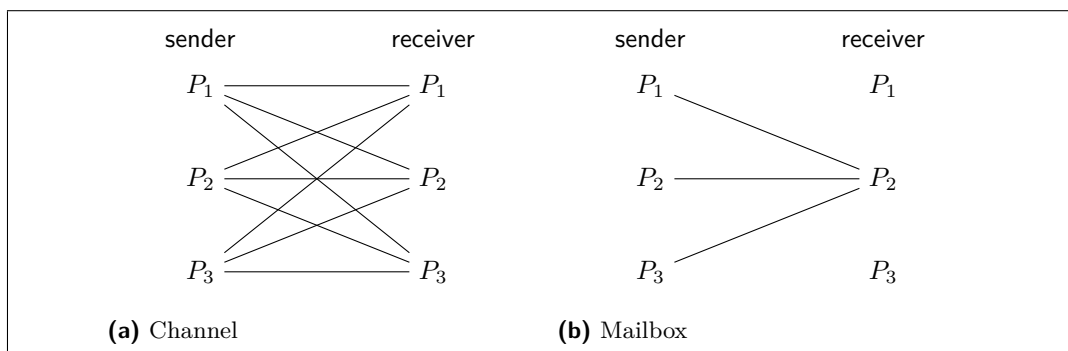 sender receiver sender receiver
P₁ P₁ P₁ P₁
P₂ P₂ P₂ P₂
P₃ P₃ P₃ P₃
(a) Channel (b) Mailbox